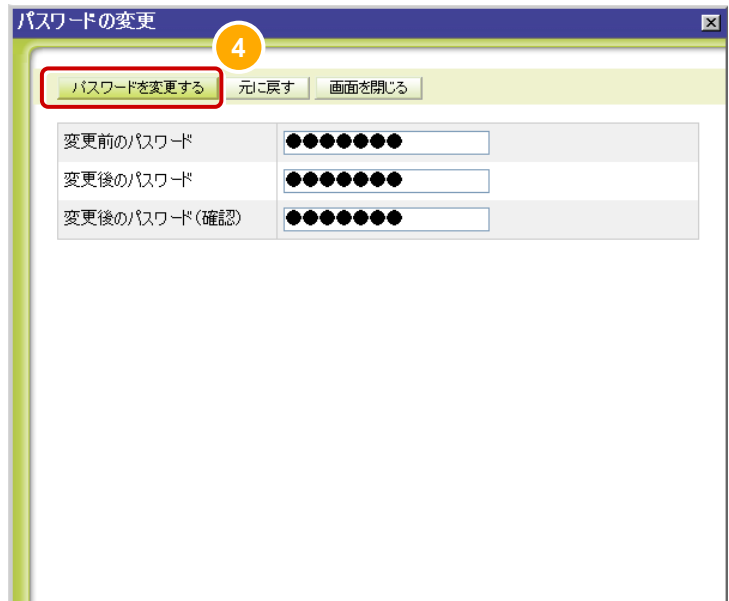 パスワードの変更
4
パスワードを変更する 元に戻す 画面を閉じる
変更前のパスワード ●●●●●●●
変更後のパスワード ●●●●●●●
変更後のパスワード(確認) ●●●●●●●